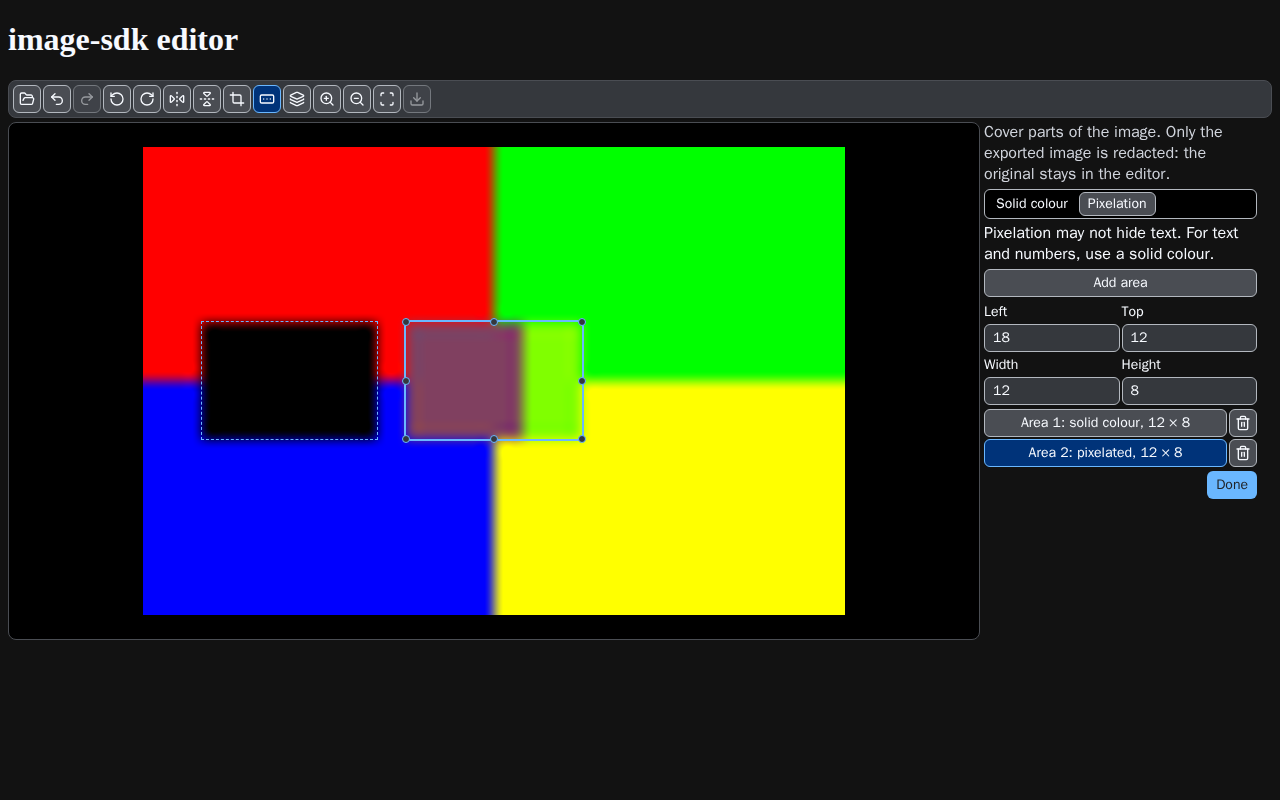 image-sdk editor
Cover parts of the image. Only the
exported image is redacted: the
original stays in the editor.
Solid colour Pixelation
Pixelation may not hide text. For text
and numbers, use a solid colour.
Add area
Left Top
18 12
Width Height
12 8
Area 1: solid colour, 12 × 8
Area 2: pixelated, 12 × 8
Done